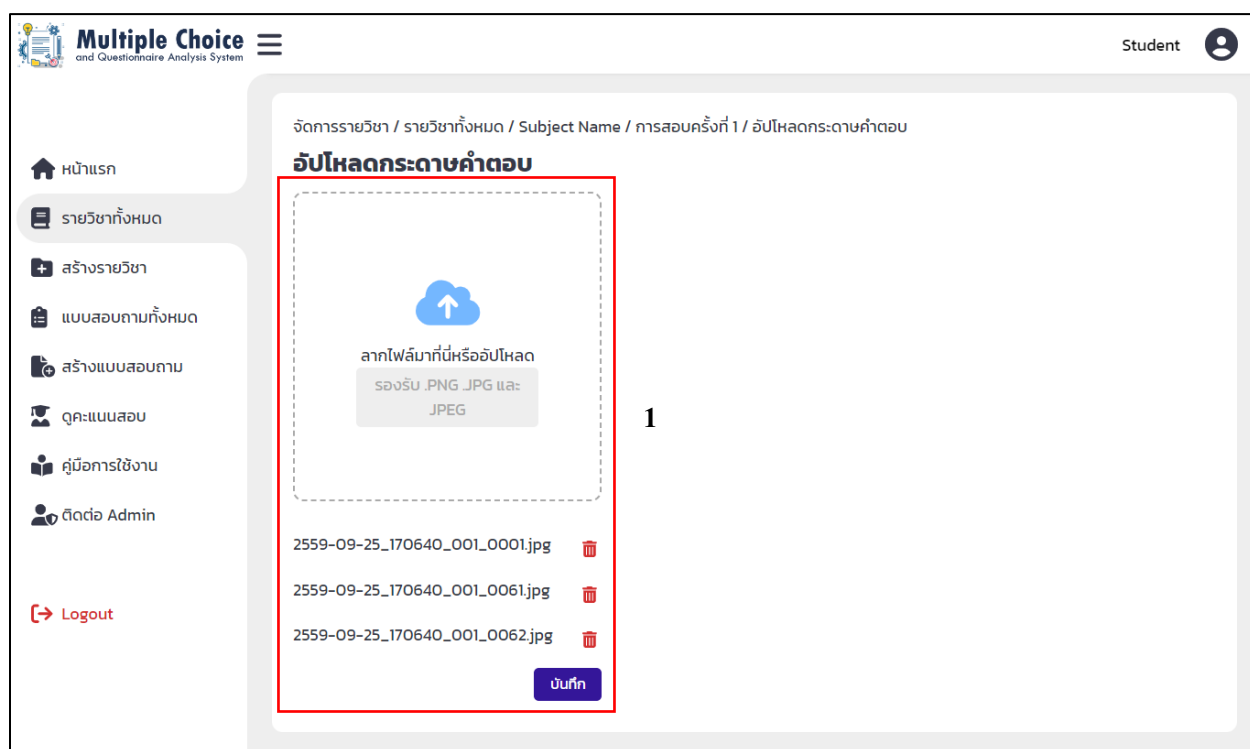 Multiple Choice
and Questionnaire Analysis System
Student
จัดการรายวิชา / รายวิชาทั้งหมด / Subject Name / การสอบครั้งที่ 1 / อัปโหลดกระดาษคำตอบ
อัปโหลดกระดาษคำตอบ
หน้าแรก
รายวิชาทั้งหมด
สร้างรายวิชา
แบบสอบถามทั้งหมด
สร้างแบบสอบถาม
ดูคะแนนสอบ
คู่มือการใช้งาน
ติดต่อ Admin
Logout
ลากไฟล์มาที่นี่หรืออัปโหลด
รองรับ .PNG .JPG และ
JPEG
1
2559-09-25_170640_001_0001.jpg
2559-09-25_170640_001_0061.jpg
2559-09-25_170640_001_0062.jpg
บันทึก